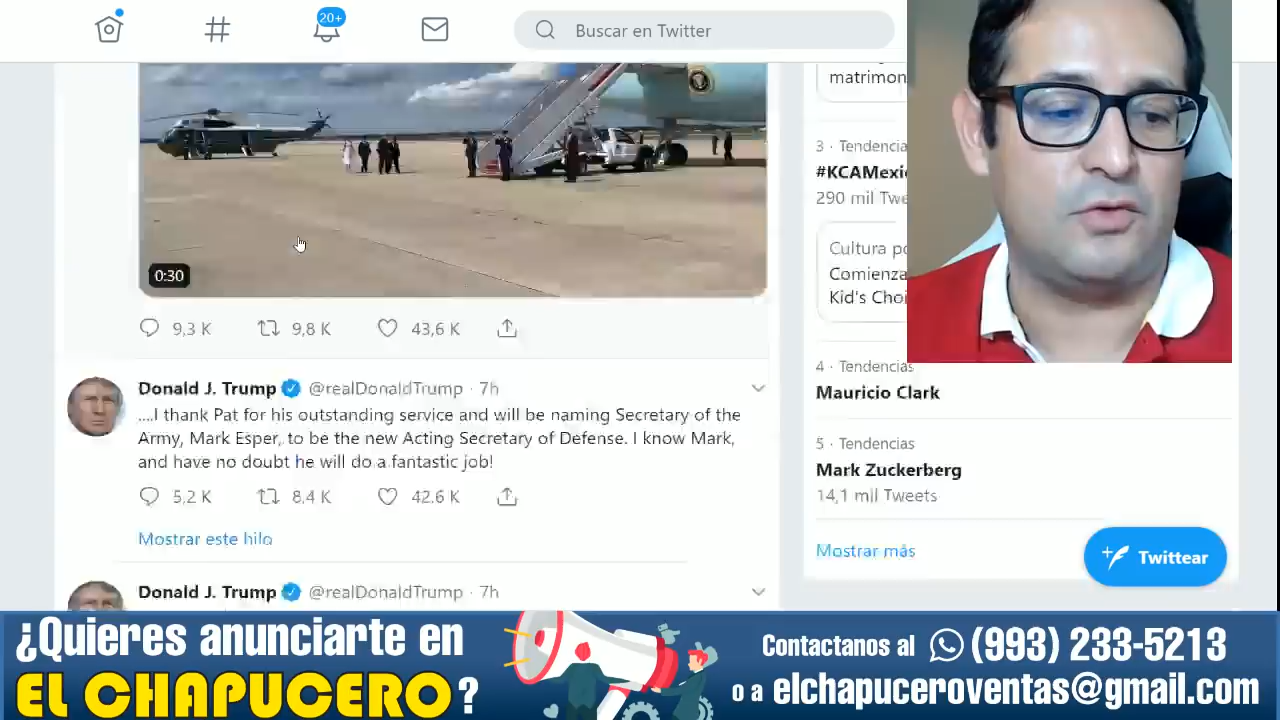 20+
Buscar en Twitter
matrimon
3 · Tendencia
#KCAMexic
290 mil Twe
Cultura po
Comienza
Kid's Choi
0:30
9,3 K 9,8 K 43,6 K
4 · Tendencias
Mauricio Clark
Donald J. Trump @realDonaldTrump · 7h
....I thank Pat for his outstanding service and will be naming Secretary of the
Army, Mark Esper, to be the new Acting Secretary of Defense. I know Mark,
and have no doubt he will do a fantastic job!
5,2 K 8,4 K 42,6 K
Mostrar este hilo
5 · Tendencias
Mark Zuckerberg
14,1 mil Tweets
Mostrar más
Twittear
Donald J. Trump @realDonaldTrump · 7h
¿Quieres anunciarte en
EL CHAPUCERO?
Contactanos al (993) 233-5213
o a elchapuceroventas@gmail.com